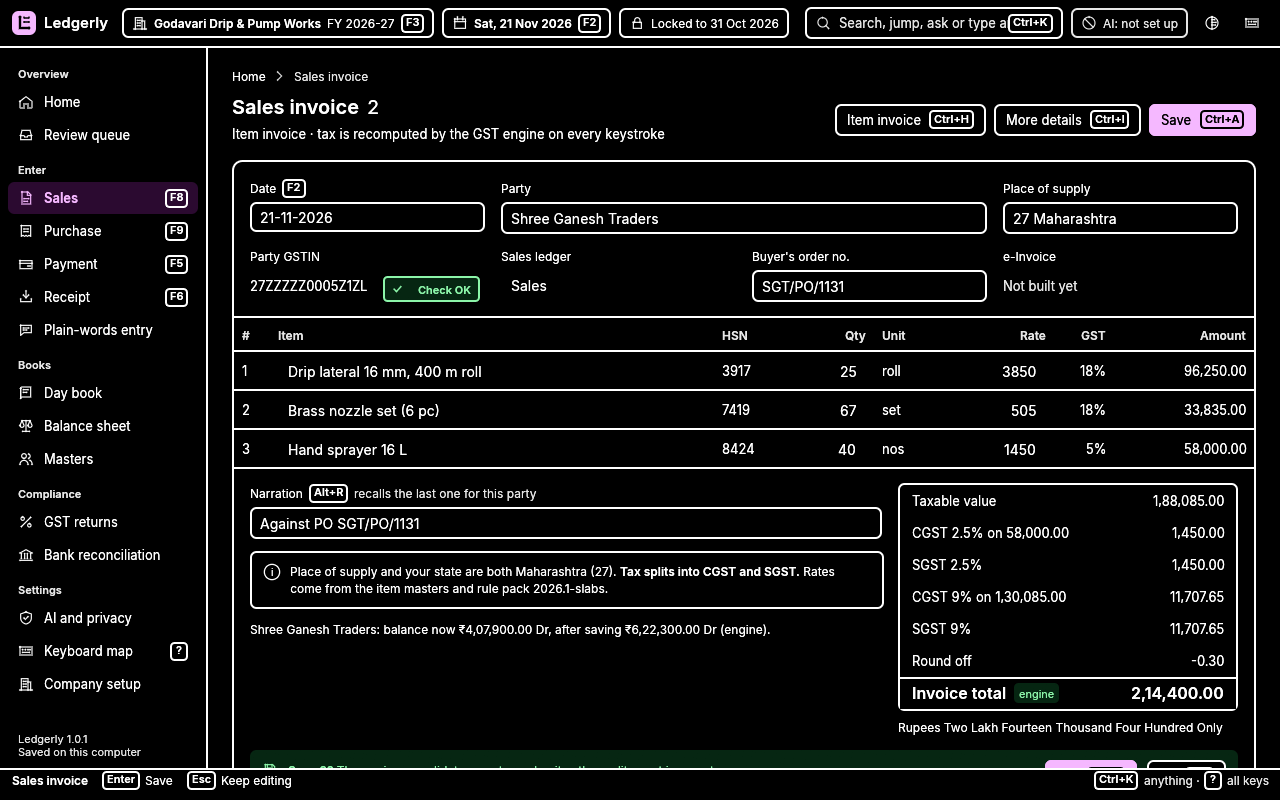 Ledgerly
Godavari Drip & Pump Works FY 2026-27 F3
Sat, 21 Nov 2026 F2
Locked to 31 Oct 2026
Search, jump, ask or type a Ctrl+K
AI: not set up
Overview
Home
Review queue
Enter
Sales F8
Purchase F9
Payment F5
Receipt F6
Plain-words entry
Books
Day book
Balance sheet
Masters
Compliance
GST returns
Bank reconciliation
Settings
AI and privacy
Keyboard map ?
Company setup
Ledgerly 1.0.1
Saved on this computer
Home > Sales invoice
Sales invoice 2
Item invoice · tax is recomputed by the GST engine on every keystroke
Item invoice Ctrl+H
More details Ctrl+I
Save Ctrl+A
Date F2 Party Place of supply
21-11-2026 Shree Ganesh Traders 27 Maharashtra
Party GSTIN Sales ledger Buyer's order no. e-Invoice
27ZZZZZ0005Z1ZL Check OK Sales SGT/PO/1131 Not built yet
# Item HSN Qty Unit Rate GST Amount
1 Drip lateral 16 mm, 400 m roll 3917 25 roll 3850 18% 96,250.00
2 Brass nozzle set (6 pc) 7419 67 set 505 18% 33,835.00
3 Hand sprayer 16 L 8424 40 nos 1450 5% 58,000.00
Narration Alt+R recalls the last one for this party
Against PO SGT/PO/1131
Place of supply and your state are both Maharashtra (27). Tax splits into CGST and SGST. Rates
come from the item masters and rule pack 2026.1-slabs.
Shree Ganesh Traders: balance now ₹4,07,900.00 Dr, after saving ₹6,22,300.00 Dr (engine).
Taxable value 1,88,085.00
CGST 2.5% on 58,000.00 1,450.00
SGST 2.5% 1,450.00
CGST 9% on 1,30,085.00 11,707.65
SGST 9% 11,707.65
Round off -0.30
Invoice total engine 2,14,400.00
Rupees Two Lakh Fourteen Thousand Four Hundred Only
Sales invoice Enter Save Esc Keep editing
Ctrl+K anything · ? all keys